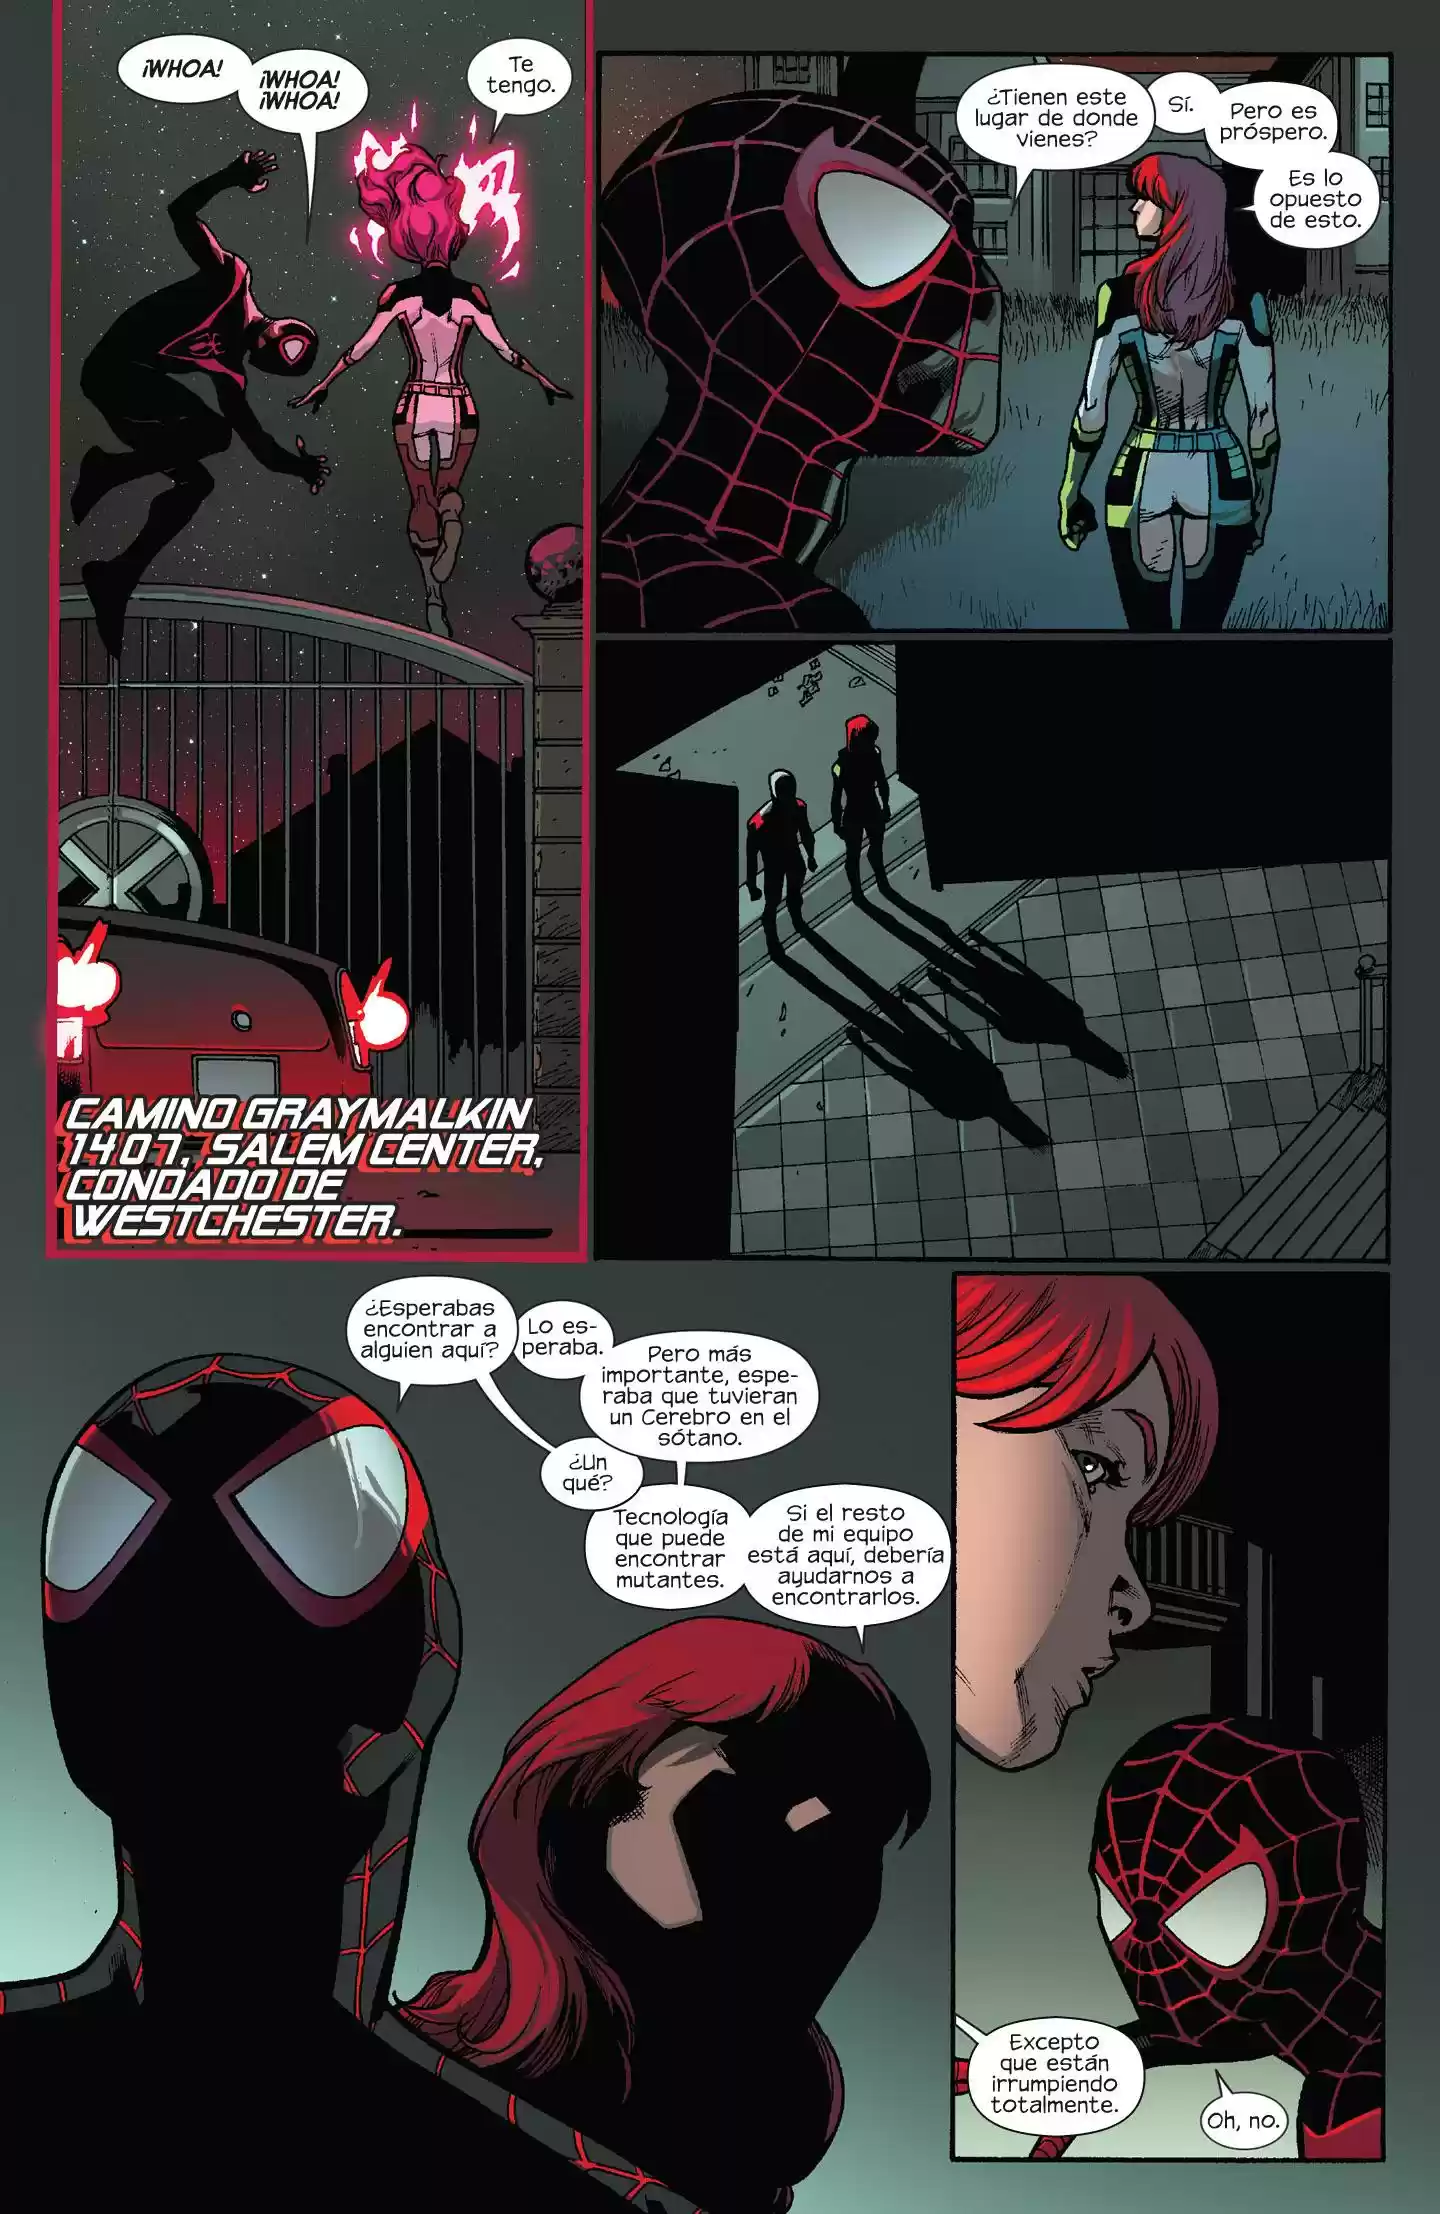 ¡WHOA!
¡WHOA!
¡WHOA!
Te
tengo.
CAMINO GRAYMALKIN
1407, SALEM CENTER,
CONDADO DE
WESTCHESTER.
¿Tienen este
lugar de donde
vienes?
Sí.
Pero es
próspero.
Es lo
opuesto
de esto.
¿Esperabas
encontrar a
alguien aquí?
Lo es-
peraba.
Pero más
importante, espe-
raba que tuvieran
un Cerebro en el
sótano.
¿Un
qué?
Tecnología
que puede
encontrar
mutantes.
Si el resto
de mi equipo
está aquí, debería
ayudarnos a
encontrarlos.
Excepto
que están
irrumpiendo
totalmente.
Oh, no.